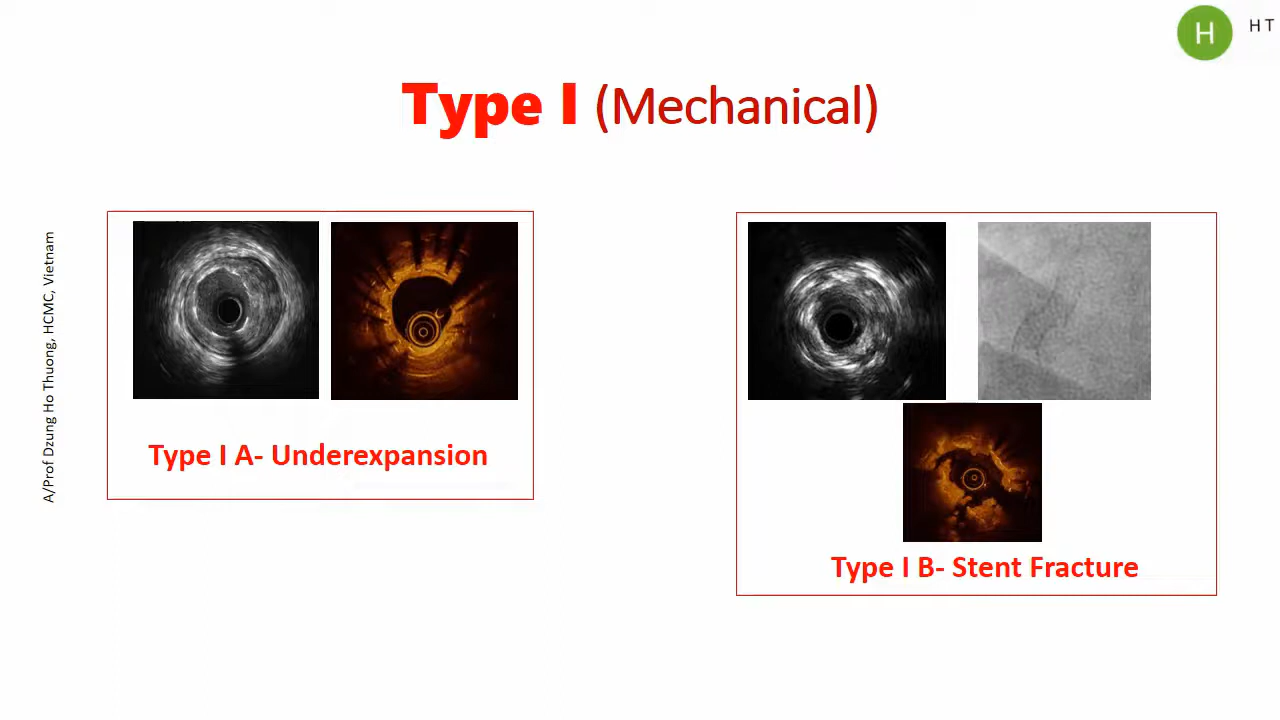 H
H T
Type I (Mechanical)
A/Prof Dzung Ho Thuong, HCMC, Vietnam
Type I A- Underexpansion
Type I B- Stent Fracture